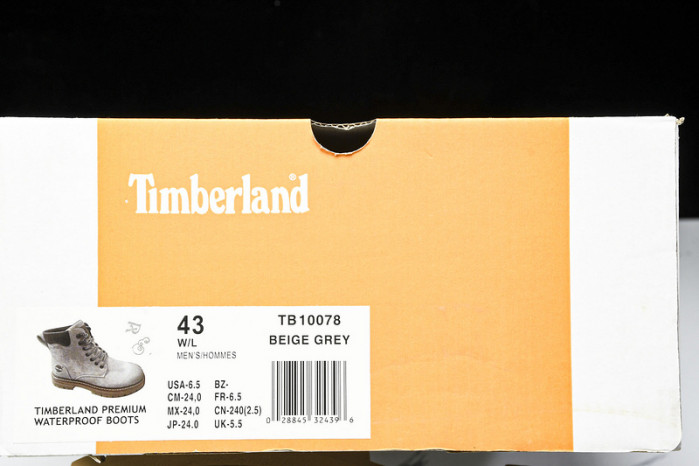 Timberland®
43
W/L
MEN'S/HOMMES
TB10078
BEIGE GREY
USA-6.5 BZ-
CM-24,0 FR-6.5
MX-24,0 CN-240(2.5)
JP-24.0 UK-5.5
TIMBERLAND PREMIUM
WATERPROOF BOOTS
0 28845 32439 6